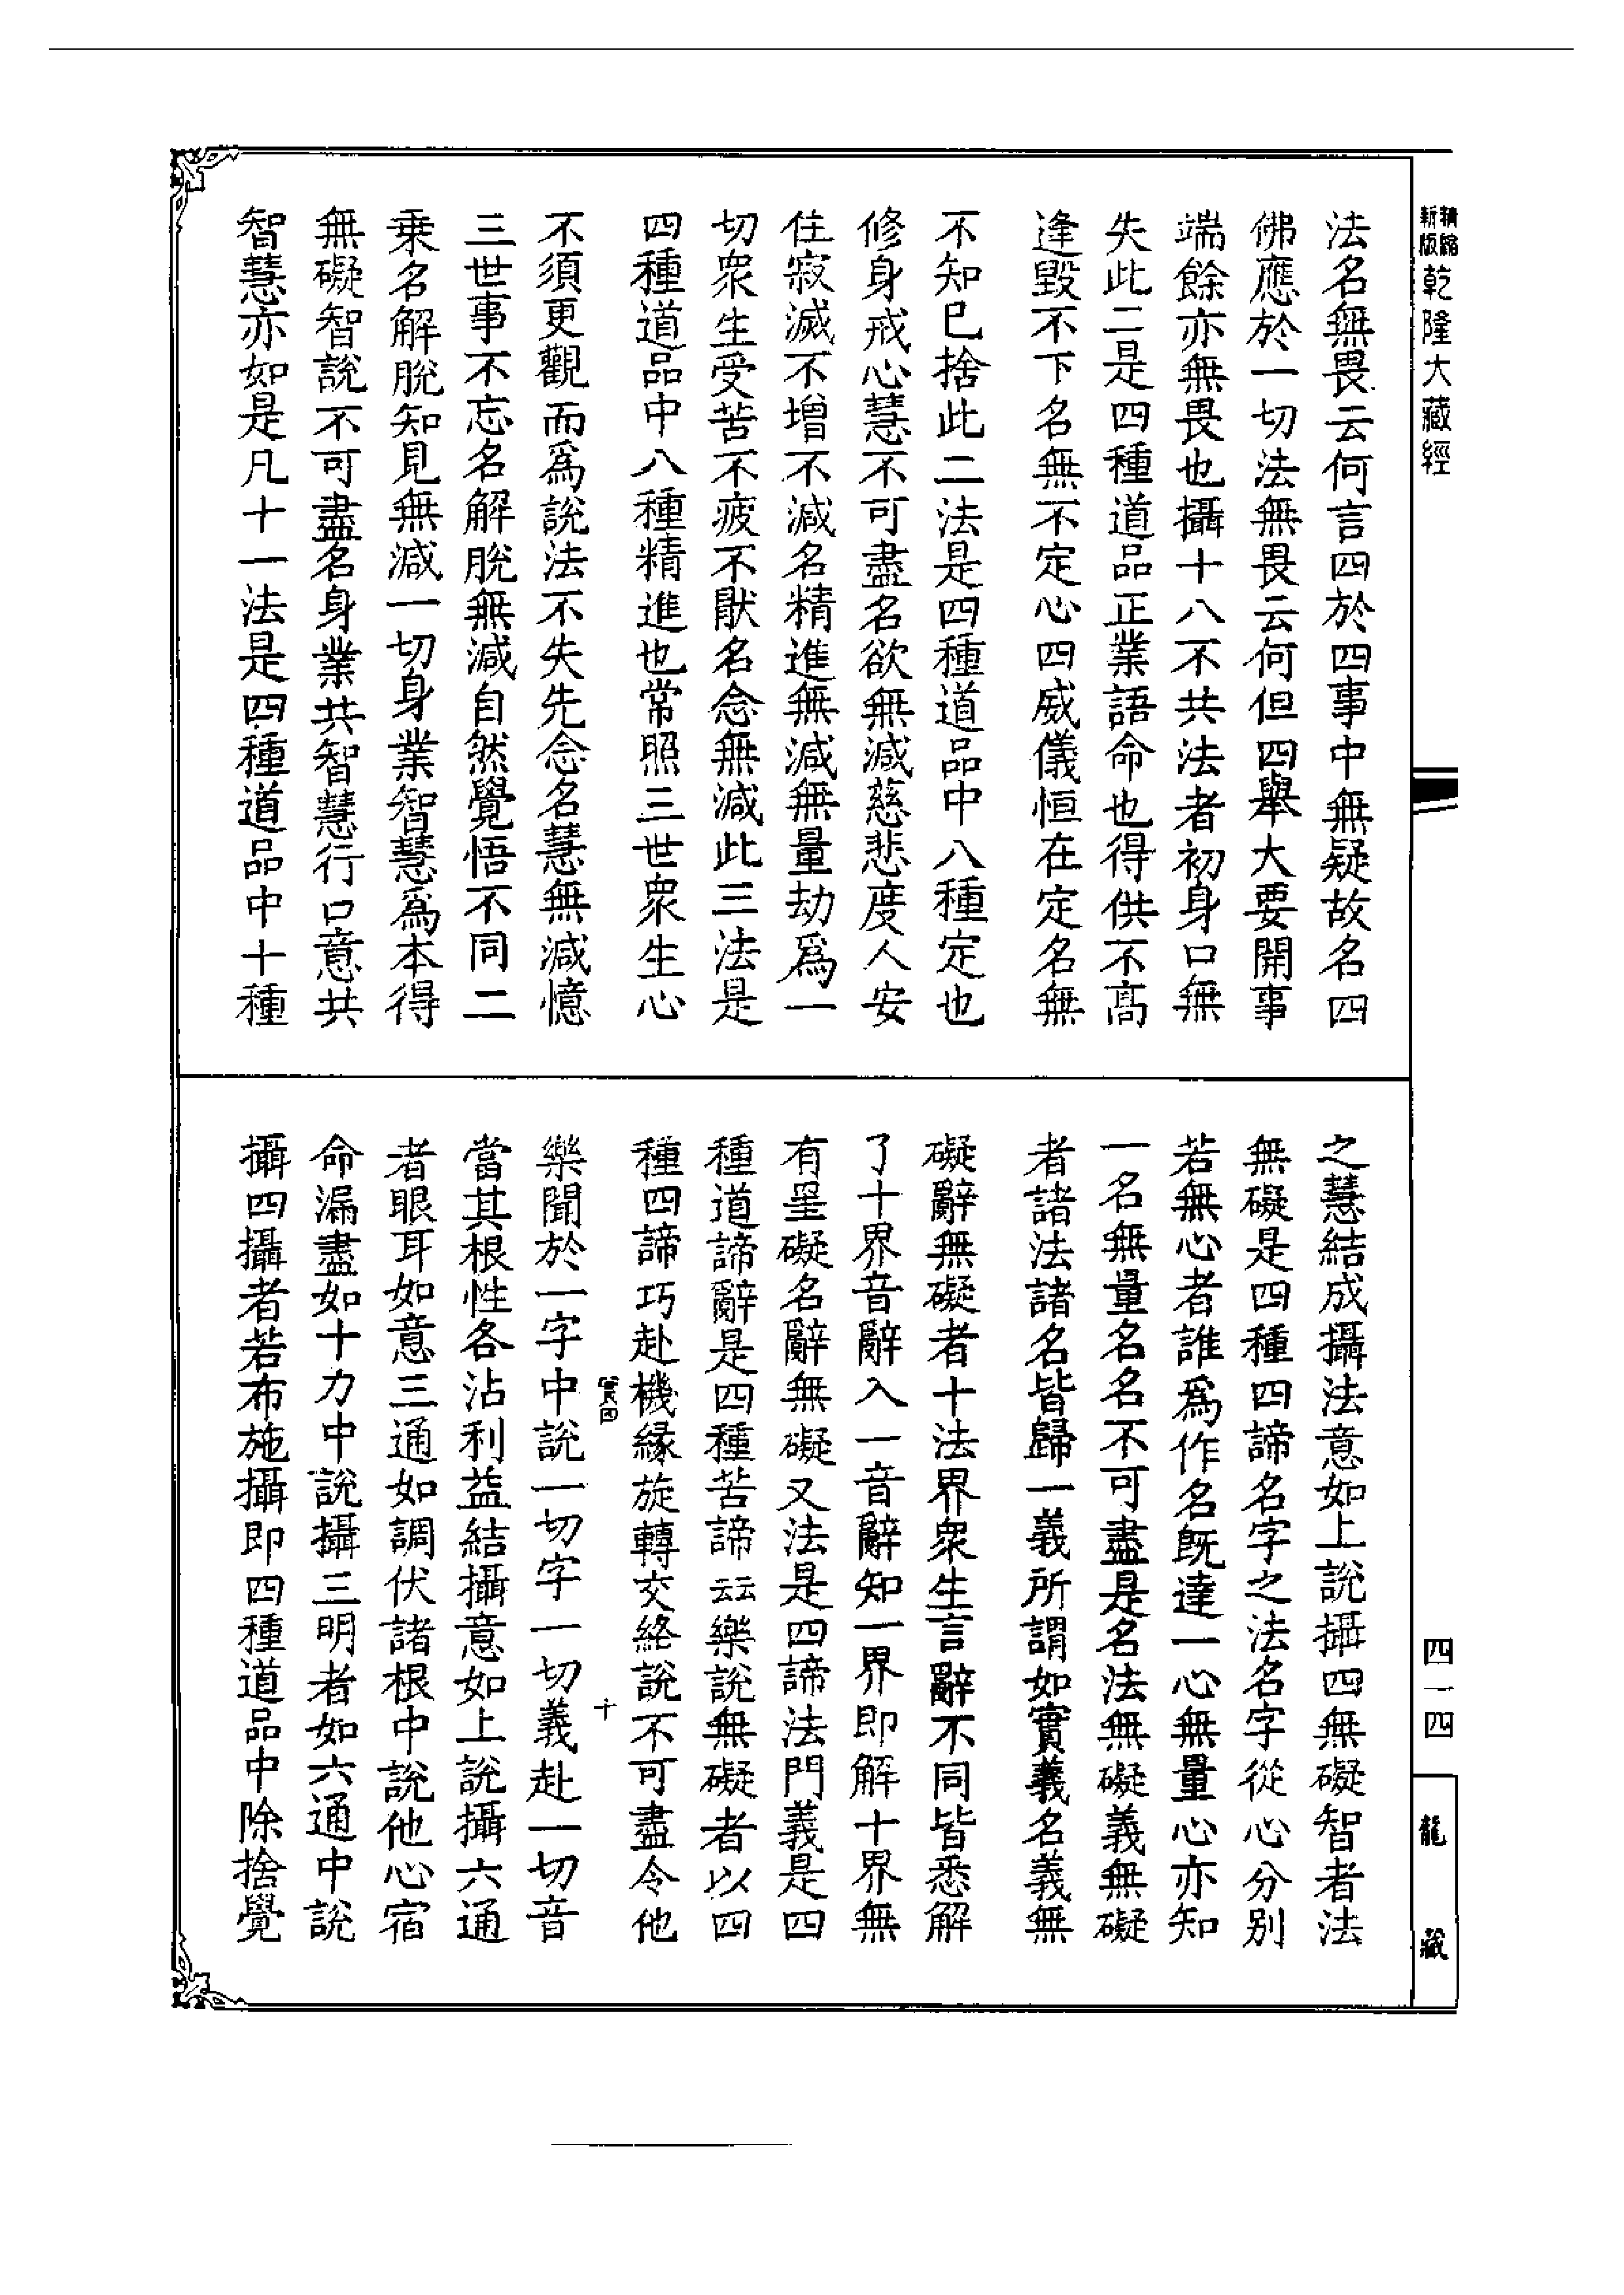 精縮
新版
乾隆大藏經
法名無畏云何言四於四事中無疑故名四
佛應於一切法無畏云何但四舉大要開事
端餘亦無畏也攝十八不共法者初身口無
失此二是四種道品正業語命也得供不高
逢毀不下名無不定心四威儀恒在定名無
不知已捨此二法是四種道品中八種定也
修身戒心慧不可盡名欲無減慈悲度人安
住寂滅不增不減名精進無減無量劫為一
切眾生受苦不疲不猒名念無減此三法是
四種道品中八種精進也常照三世眾生心
不須更觀而為說法不失先念名慧無減憶
三世事不忘名解脫無減自然覺悟不同二
乘名解脫知見無減一切身業智慧為本得
無礙智說不可盡名身業共智慧行口意共
智慧亦如是凡十一法是四種道品中十種
之慧結成攝法意如上說攝四無礙智者法
無礙是四種四諦名字之法名字從心分別
若無心者誰為作名既達一心無量心亦知
一名無量名名不可盡是名法無礙義無礙
者諸法諸名皆歸一義所謂如實義名義無
礙辭無礙者十法界眾生言辭不同皆悉解
了十界音辭入一音辭知一界即解十界無
有罣礙名辭無礙又法是四諦法門義是四
種道諦辭是四種苦諦云云樂說無礙者以四
種四諦巧赴機緣旋轉交絡說不可盡令他
十
樂聞於一字中說一切字一切義赴一切音
當其根性各沾利益結攝意如上說攝六通
者眼耳如意三通如調伏諸根中說他心宿
命漏盡如十力中說攝三明者如六通中說
攝四攝者若布施攝即四種道品中除捨覺
四一四
龍藏